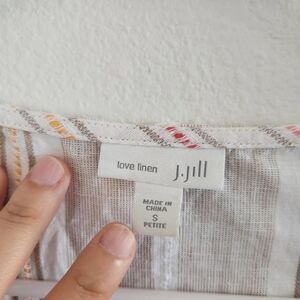 love linen J.Jill
MADE IN
CHINA
S
PETITE